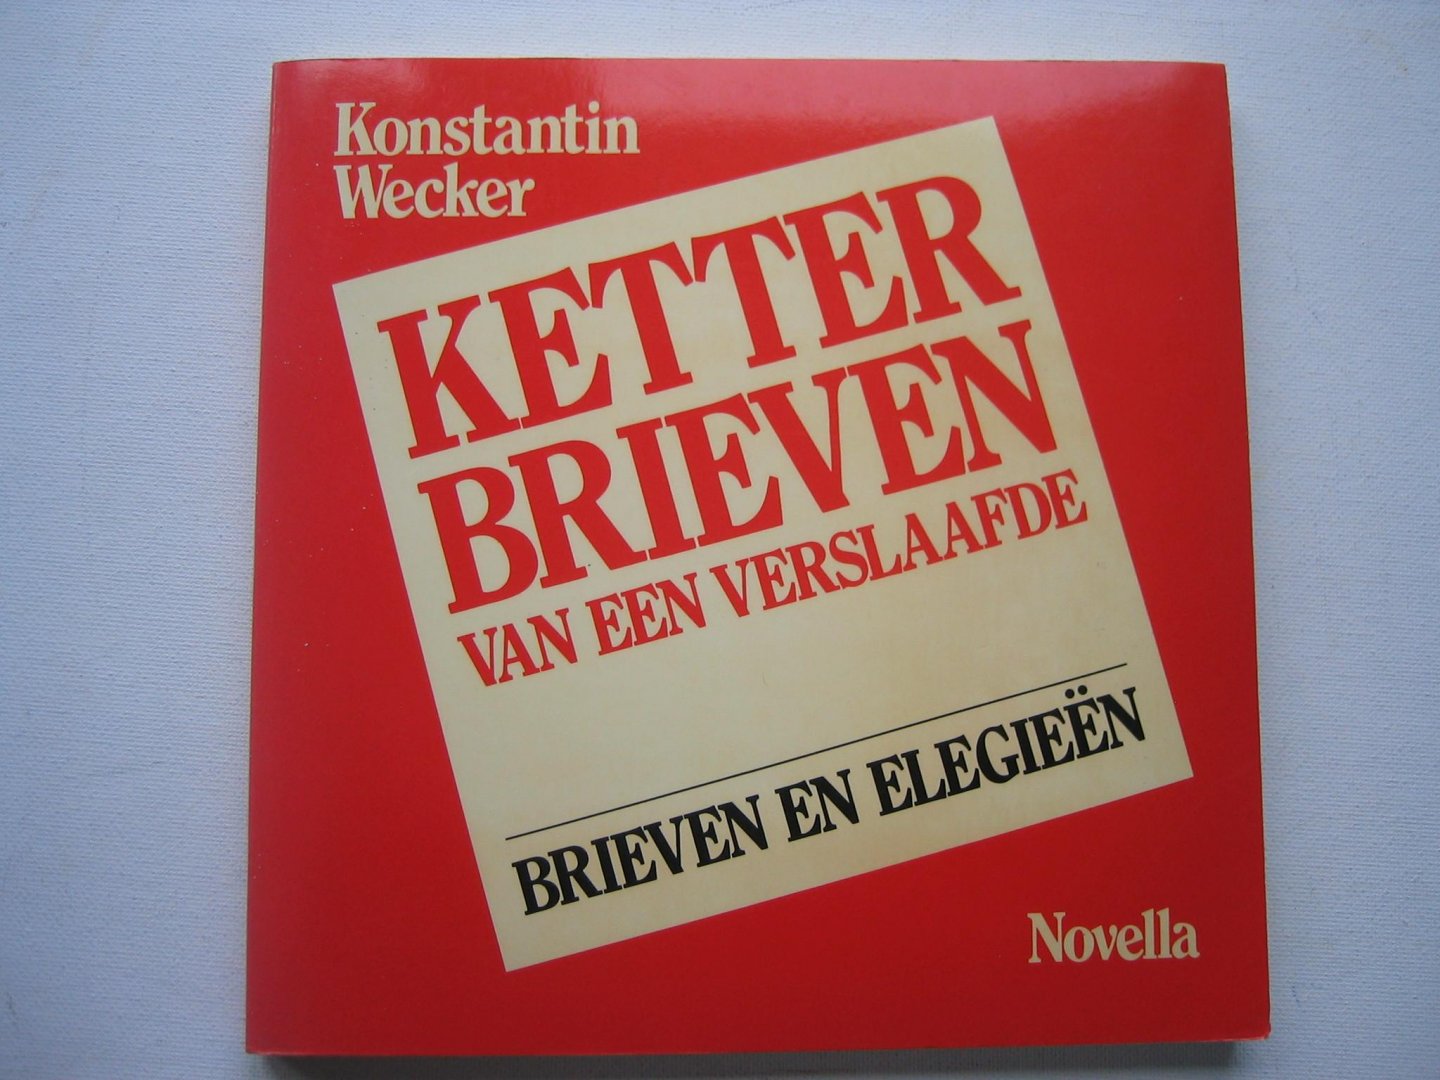 Konstantin
Wecker
KETTER
BRIEVEN
VAN EEN VERSLAAFDE
BRIEVEN EN ELEGIEËN
Novella